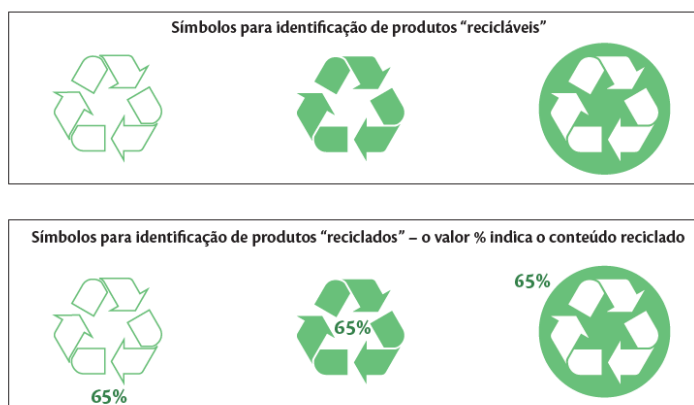 Símbolos para identificação de produtos “recicláveis”
Símbolos para identificação de produtos “reciclados” – o valor % indica o conteúdo reciclado
65%
65%
65%